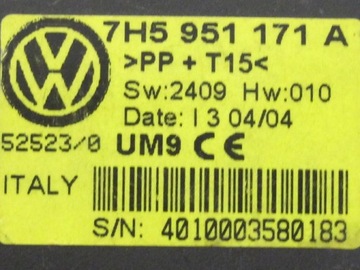 7H5 951 171 A
>PP + T15<
Sw:2409 Hw:010
Date: I 3 04/04
52523/0 UM9 CE
ITALY
S/N: 4010003580183